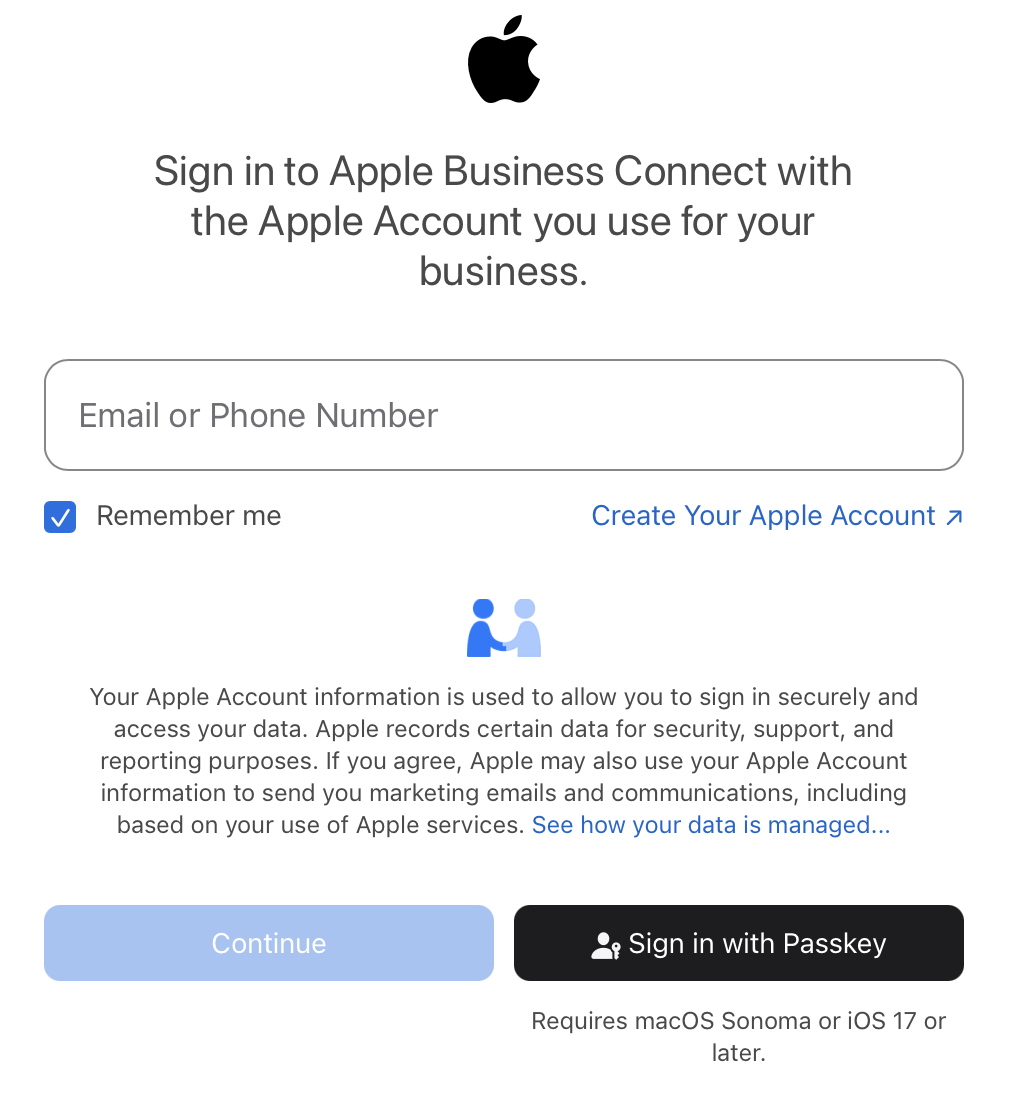 Sign in to Apple Business Connect with
the Apple Account you use for your
business.
Email or Phone Number
Remember me
Create Your Apple Account ↗
Your Apple Account information is used to allow you to sign in securely and
access your data. Apple records certain data for security, support, and
reporting purposes. If you agree, Apple may also use your Apple Account
information to send you marketing emails and communications, including
based on your use of Apple services. See how your data is managed...
Continue
Sign in with Passkey
Requires macOS Sonoma or iOS 17 or
later.